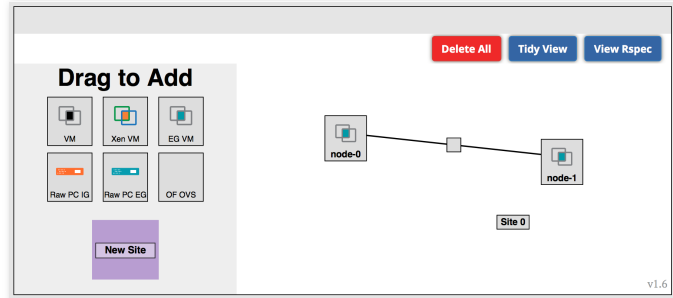 Delete All
Tidy View
View Rspec
Drag to Add
VM
Xen VM
EG VM
Raw PC IG
Raw PC EG
OF OVS
New Site
node-0
node-1
Site 0
v1.6